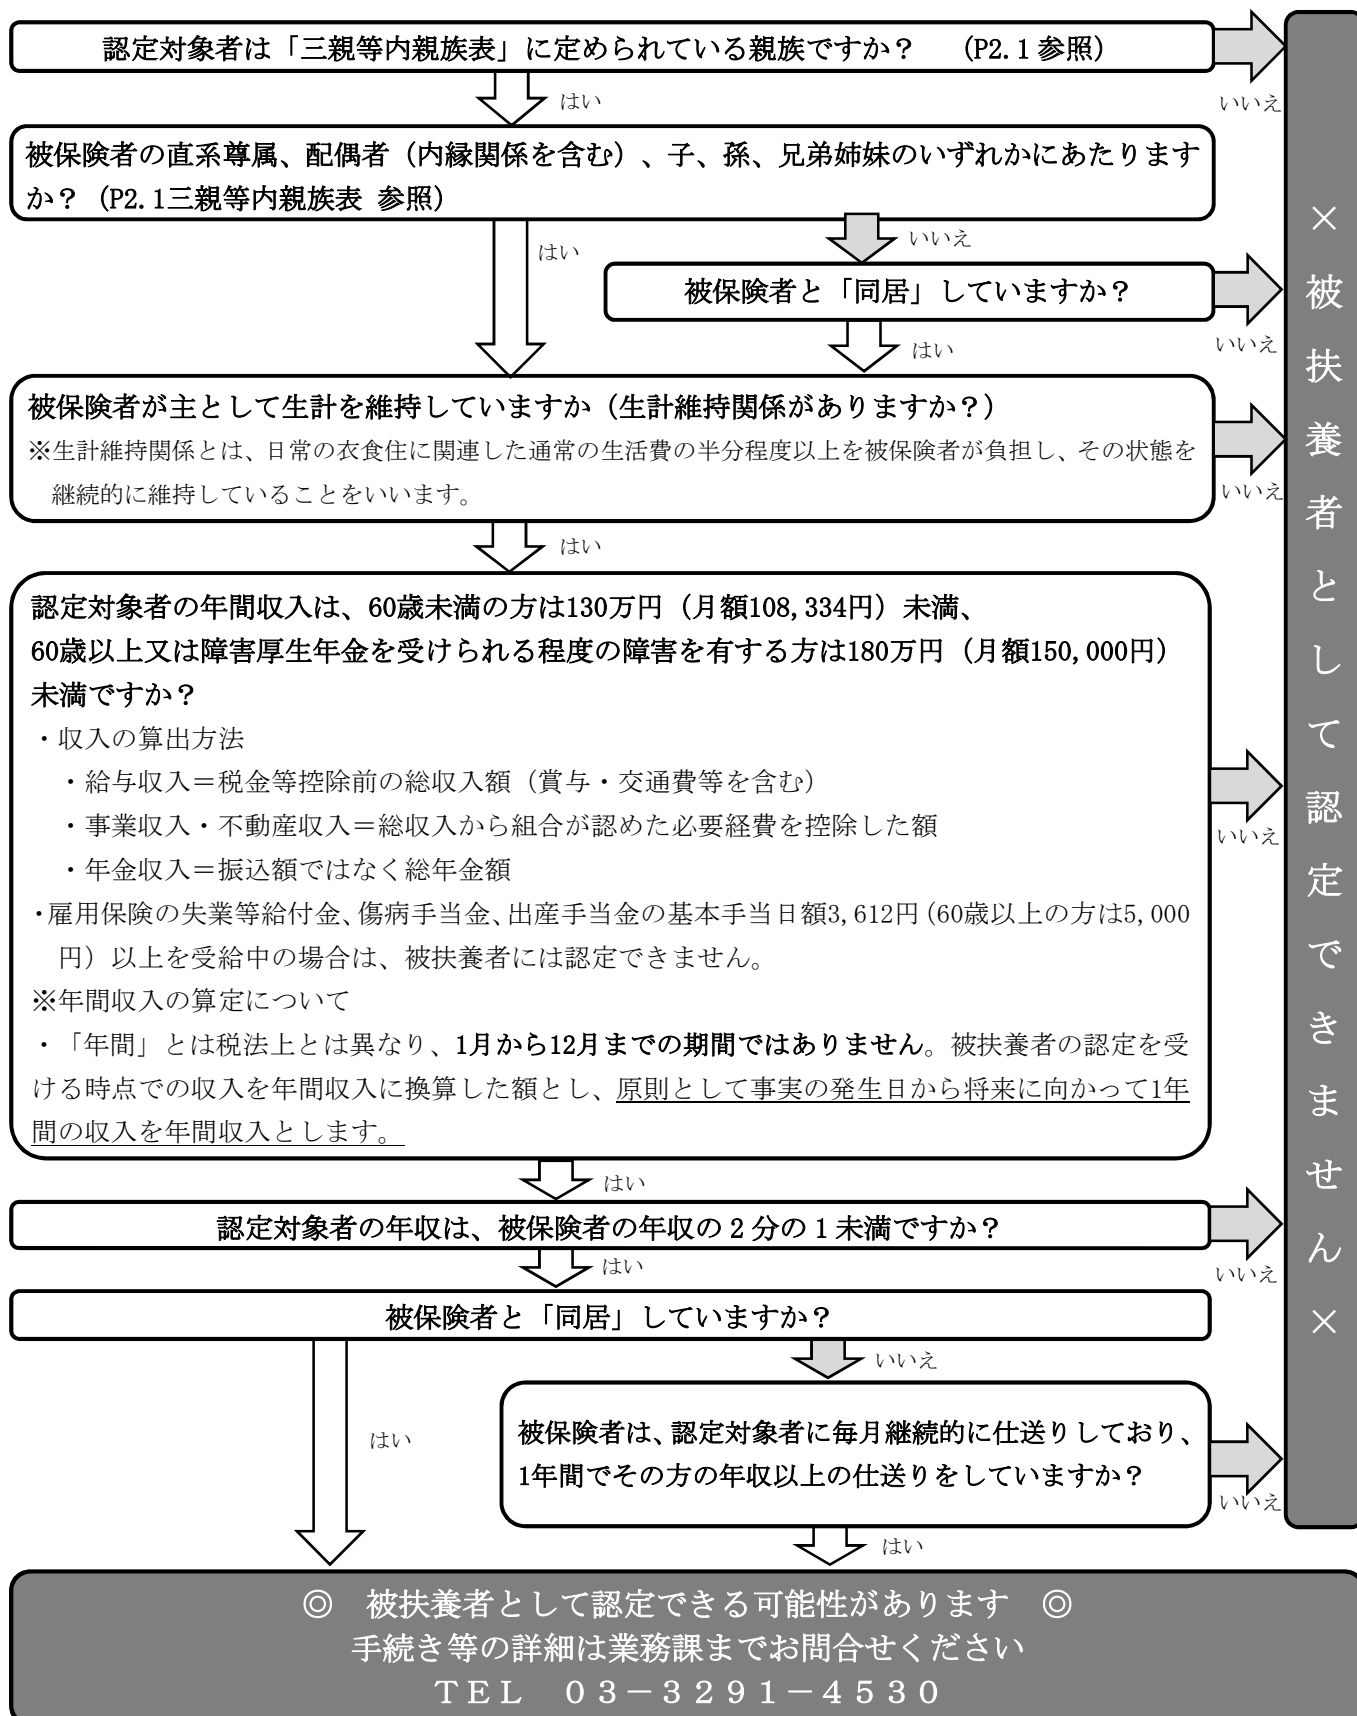 認定対象者は「三親等内親族表」に定められている親族ですか？　(P2.1 参照)
はい
いいえ
被保険者の直系尊属、配偶者（内縁関係を含む）、子、孫、兄弟姉妹のいずれかにあたります
か？（P2.1三親等内親族表 参照）
はい
いいえ
被保険者と「同居」していますか？
はい
いいえ
被保険者が主として生計を維持していますか（生計維持関係がありますか？）
※生計維持関係とは、日常の衣食住に関連した通常の生活費の半分程度以上を被保険者が負担し、その状態を
継続的に維持していることをいいます。
いいえ
はい
認定対象者の年間収入は、60歳未満の方は130万円（月額108,334円）未満、
60歳以上又は障害厚生年金を受けられる程度の障害を有する方は180万円（月額150,000円）
未満ですか？
・収入の算出方法
・給与収入＝税金等控除前の総収入額（賞与・交通費等を含む）
・事業収入・不動産収入＝総収入から組合が認めた必要経費を控除した額
・年金収入＝振込額ではなく総年金額
・雇用保険の失業等給付金、傷病手当金、出産手当金の基本手当日額3,612円（60歳以上の方は5,000
円）以上を受給中の場合は、被扶養者には認定できません。
※年間収入の算定について
・「年間」とは税法上とは異なり、1月から12月までの期間ではありません。被扶養者の認定を受
ける時点での収入を年間収入に換算した額とし、原則として事実の発生日から将来に向かって1年
間の収入を年間収入とします。
いいえ
はい
認定対象者の年収は、被保険者の年収の２分の１未満ですか？
はい
いいえ
被保険者と「同居」していますか？
いいえ
はい
被保険者は、認定対象者に毎月継続的に仕送りしており、
1年間でその方の年収以上の仕送りをしていますか？
いいえ
はい
×被扶養者として認定できません×
◎　被扶養者として認定できる可能性があります　◎
手続き等の詳細は業務課までお問合せください
ＴＥＬ　０３－３２９１－４５３０